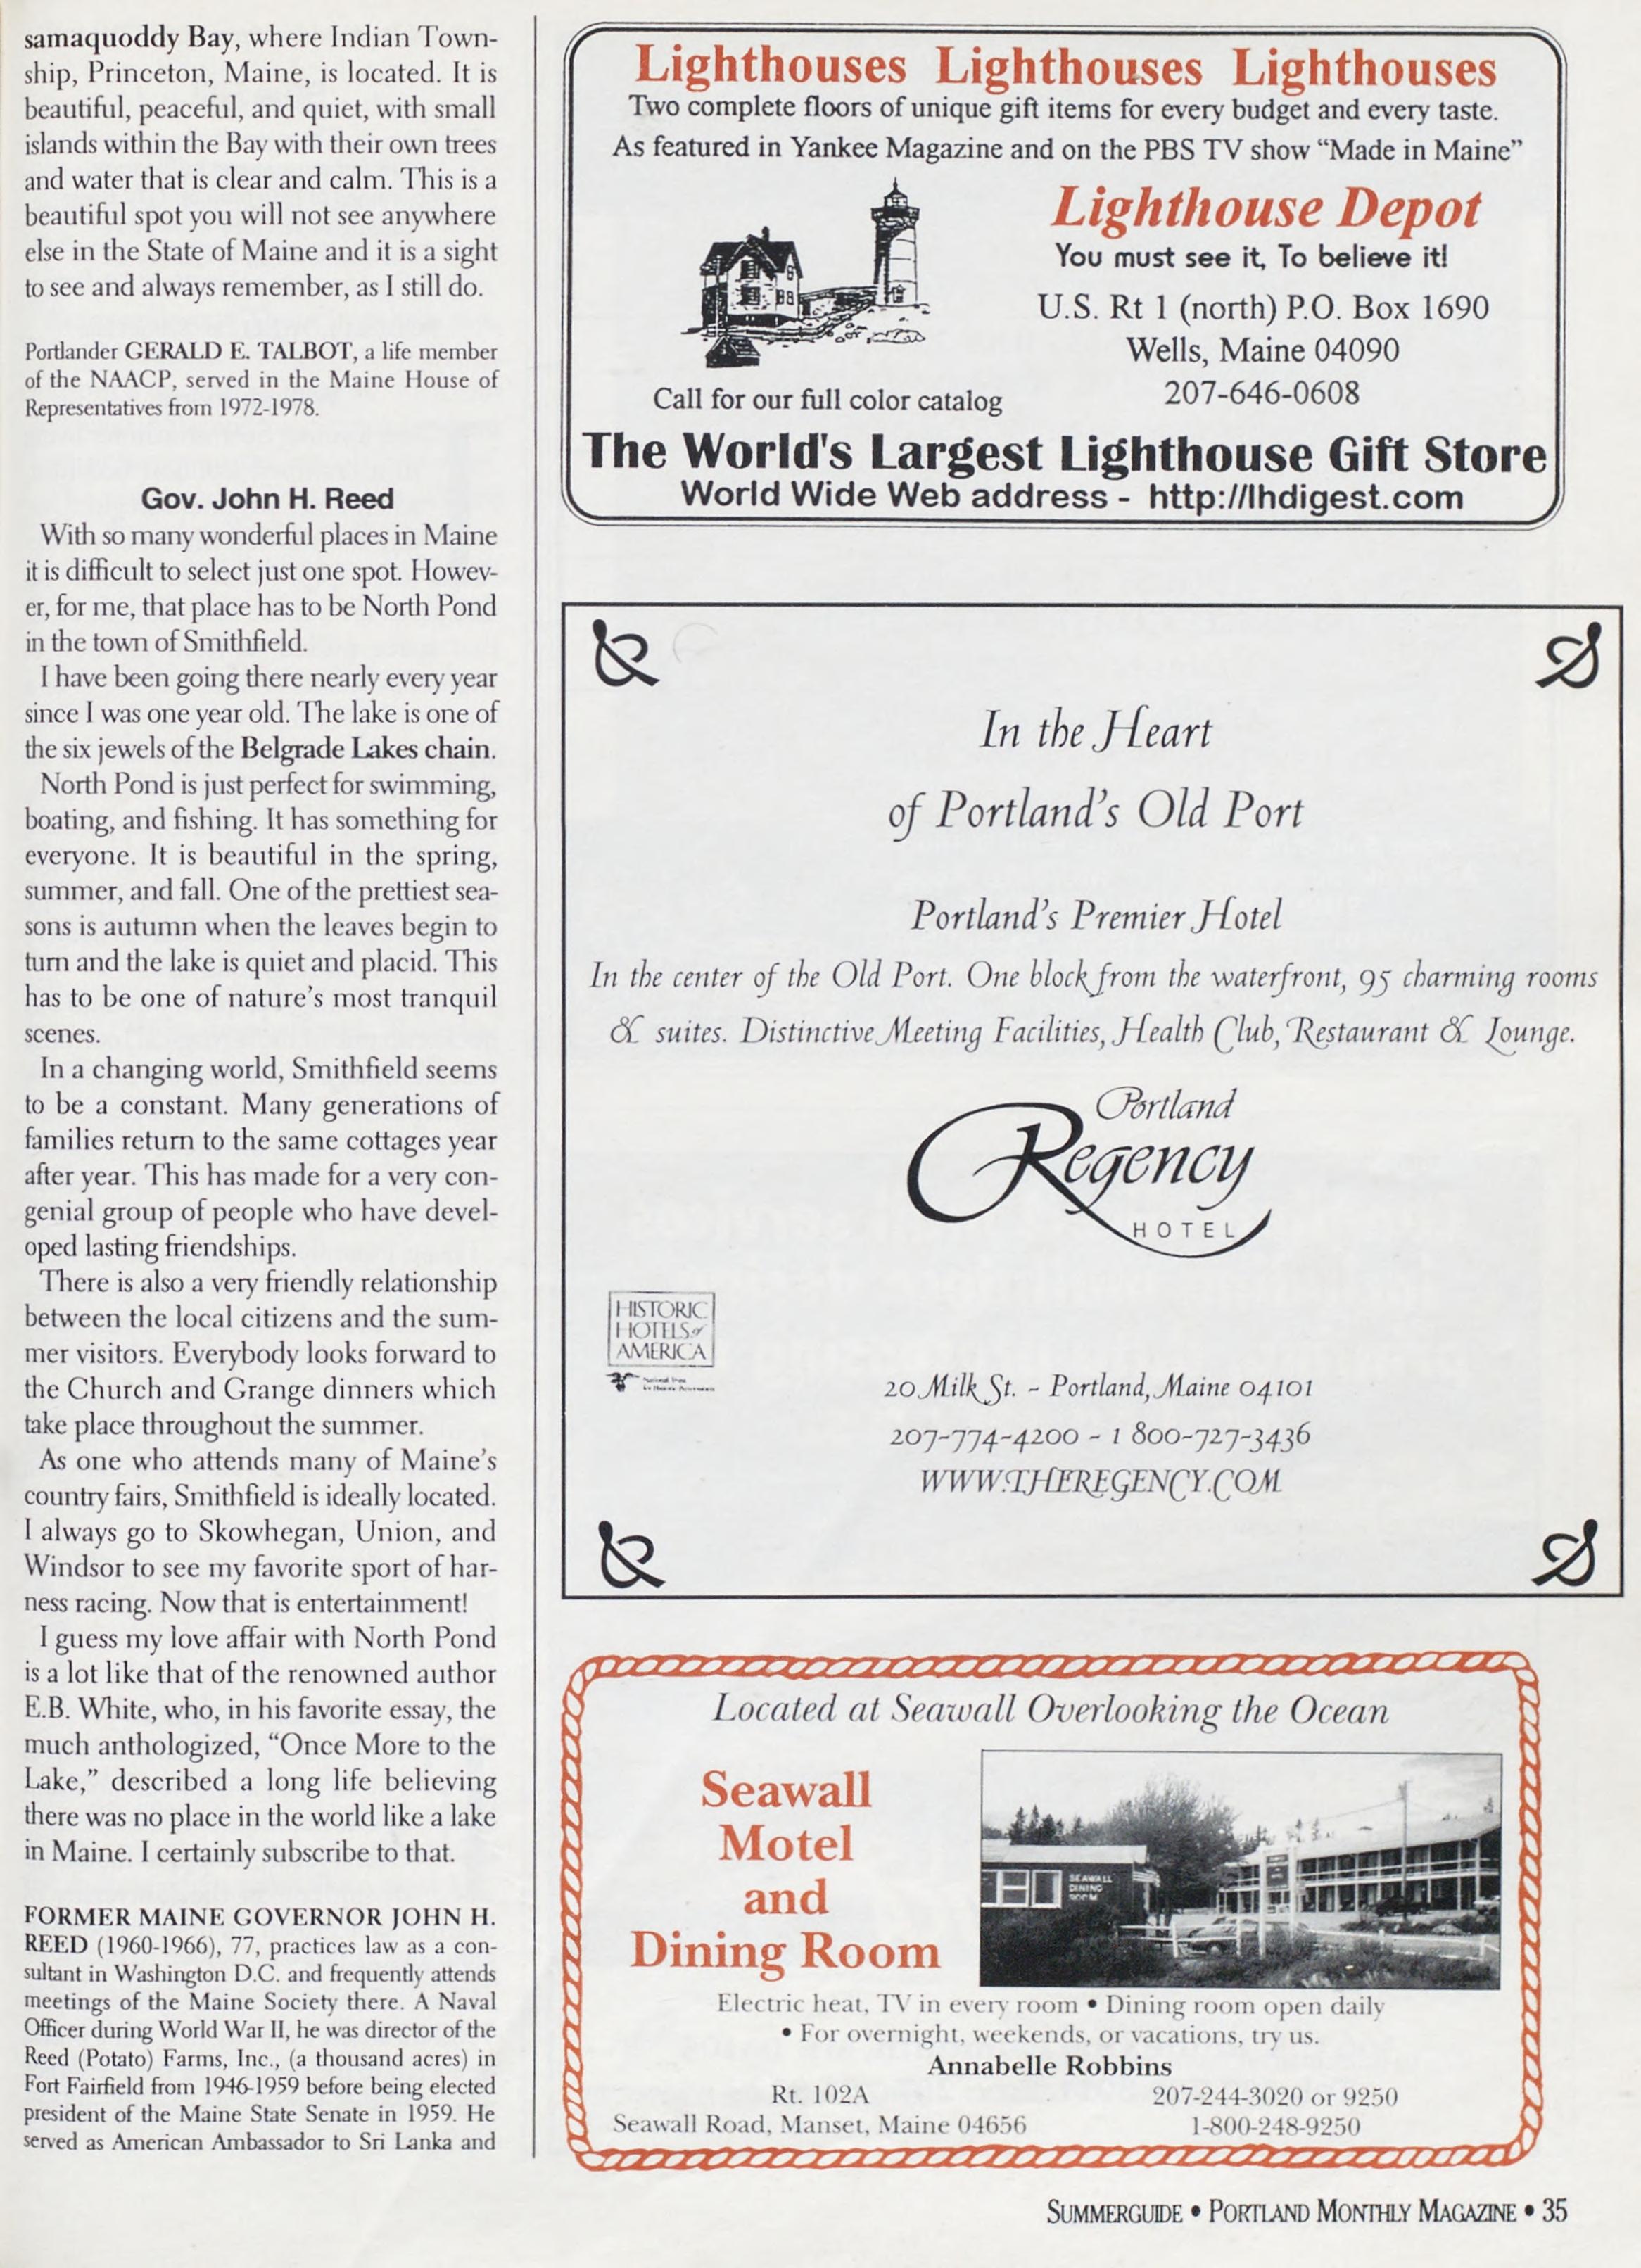 samaquoddy Bay, where Indian Town-
ship, Princeton, Maine, is located. It is
beautiful, peaceful, and quiet, with small
islands within the Bay with their own trees
and water that is clear and calm. This is a
beautiful spot you will not see anywhere
else in the State of Maine and it is a sight
to see and always remember, as I still do.
Portlander GERALD E. TALBOT, a life member
of the NAACP, served in the Maine House of
Representatives from 1972-1978.
Gov. John H. Reed
With so many wonderful places in Maine
it is difficult to select just one spot. Howev-
er, for me, that place has to be North Pond
in the town of Smithfield.
I have been going there nearly every year
since I was one year old. The lake is one of
the six jewels of the Belgrade Lakes chain.
North Pond is just perfect for swimming,
boating, and fishing. It has something for
everyone. It is beautiful in the spring,
summer, and fall. One of the prettiest sea-
sons is autumn when the leaves begin to
turn and the lake is quiet and placid. This
has to be one of nature's most tranquil
scenes.
In a changing world, Smithfield seems
to be a constant. Many generations of
families return to the same cottages year
after year. This has made for a very con-
genial group of people who have devel-
oped lasting friendships.
There is also a very friendly relationship
between the local citizens and the sum-
mer visitors. Everybody looks forward to
the Church and Grange dinners which
take place throughout the summer.
As one who attends many of Maine's
country fairs, Smithfield is ideally located.
I always go to Skowhegan, Union, and
Windsor to see my favorite sport of har-
ness racing. Now that is entertainment!
I guess my love affair with North Pond
is a lot like that of the renowned author
E.B. White, who, in his favorite essay, the
much anthologized, "Once More to the
Lake," described a long life believing
there was no place in the world like a lake
in Maine. I certainly subscribe to that.
FORMER MAINE GOVERNOR JOHN H.
REED (1960-1966), 77, practices law as a con-
sultant in Washington D.C. and frequently attends
meetings of the Maine Society there. A Naval
Officer during World War II, he was director of the
Reed (Potato) Farms, Inc., (a thousand acres) in
Fort Fairfield from 1946-1959 before being elected
president of the Maine State Senate in 1959. He
served as American Ambassador to Sri Lanka and
Lighthouses Lighthouses Lighthouses
Two complete floors of unique gift items for every budget and every taste.
As featured in Yankee Magazine and on the PBS TV show "Made in Maine"
Lighthouse Depot
You must see it, To believe it!
U.S. Rt 1 (north) P.O. Box 1690
Wells, Maine 04090
207-646-0608
Call for our full color catalog
The World's Largest Lighthouse Gift Store
World Wide Web address - http://lhdigest.com
In the Heart
of Portland's Old Port
Portland's Premier Hotel
In the center of the Old Port. One block from the waterfront, 95 charming rooms
& suites. Distinctive Meeting Facilities, Health Club, Restaurant & Lounge.
Portland
Regency
HOTEL
HISTORIC
HOTELS of
AMERICA
National Trust
for Historic Preservation
20 Milk St. ~ Portland, Maine 04101
207-774-4200 ~ 1 800-727-3436
WWW.THEREGENCY.COM
Located at Seawall Overlooking the Ocean
Seawall
Motel
and
Dining Room
SEAWALL
DINING
ROOM
Electric heat, TV in every room • Dining room open daily
• For overnight, weekends, or vacations, try us.
Annabelle Robbins
Rt. 102A
Seawall Road, Manset, Maine 04656
207-244-3020 or 9250
1-800-248-9250
SUMMERGUIDE • PORTLAND MONTHLY MAGAZINE • 35